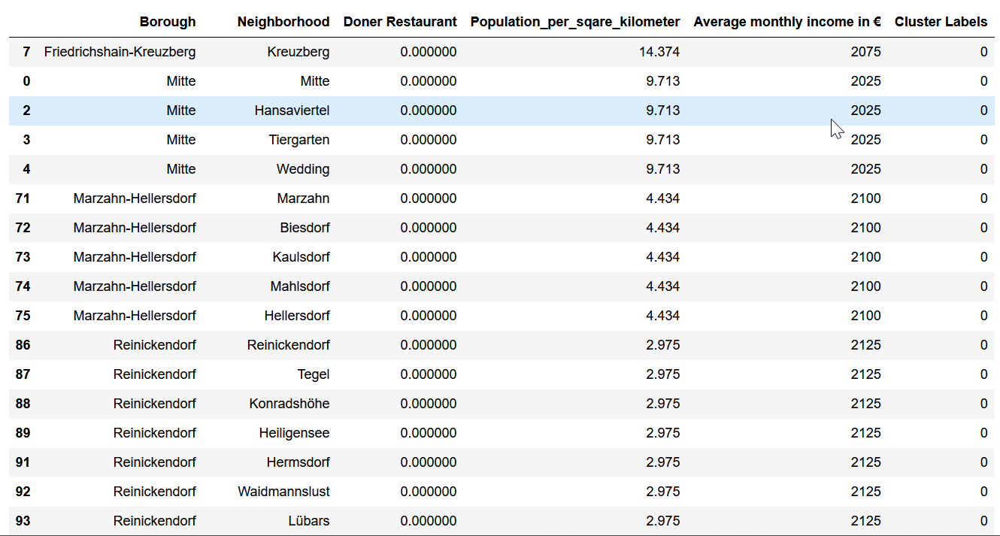 Borough Neighborhood Doner Restaurant Population_per_sqare_kilometer Average monthly income in € Cluster Labels
7 Friedrichshain-Kreuzberg Kreuzberg 0.000000 14.374 2075 0
0 Mitte Mitte 0.000000 9.713 2025 0
2 Mitte Hansaviertel 0.000000 9.713 2025 0
3 Mitte Tiergarten 0.000000 9.713 2025 0
4 Mitte Wedding 0.000000 9.713 2025 0
71 Marzahn-Hellersdorf Marzahn 0.000000 4.434 2100 0
72 Marzahn-Hellersdorf Biesdorf 0.000000 4.434 2100 0
73 Marzahn-Hellersdorf Kaulsdorf 0.000000 4.434 2100 0
74 Marzahn-Hellersdorf Mahlsdorf 0.000000 4.434 2100 0
75 Marzahn-Hellersdorf Hellersdorf 0.000000 4.434 2100 0
86 Reinickendorf Reinickendorf 0.000000 2.975 2125 0
87 Reinickendorf Tegel 0.000000 2.975 2125 0
88 Reinickendorf Konradshöhe 0.000000 2.975 2125 0
89 Reinickendorf Heiligensee 0.000000 2.975 2125 0
91 Reinickendorf Hermsdorf 0.000000 2.975 2125 0
92 Reinickendorf Waidmannslust 0.000000 2.975 2125 0
93 Reinickendorf Lübars 0.000000 2.975 2125 0